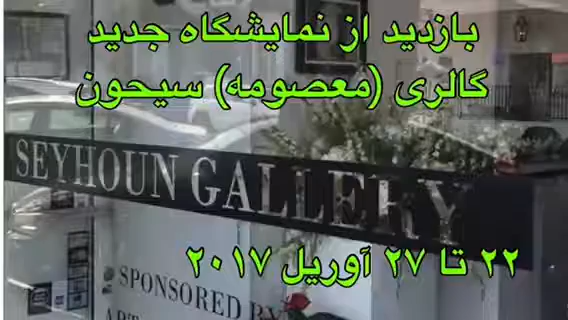 بازدید از نمایشگاه جدید
گالری (معصومه) سیحون
SEYHOUN GALLERY
۲۲ تا ۲۷ آوریل ۲۰۱۷
SPONSORED BY